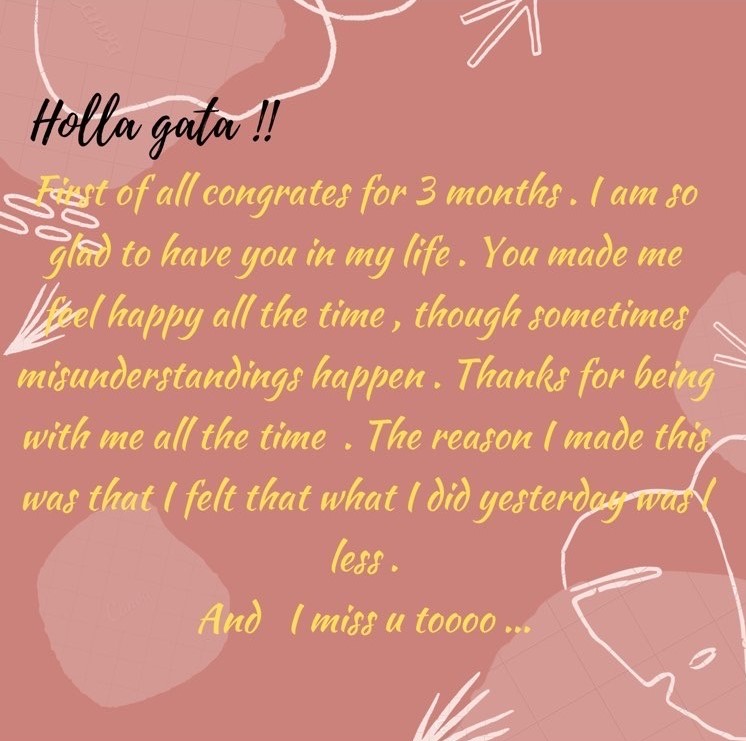 Holla gata !!
First of all congrates for 3 months . I am so
glad to have you in my life . You made me
feel happy all the time , though sometimes
misunderstandings happen . Thanks for being
with me all the time . The reason I made this
was that I felt that what I did yesterday was l
less .
And I miss u toooo ...
Canva
Canva